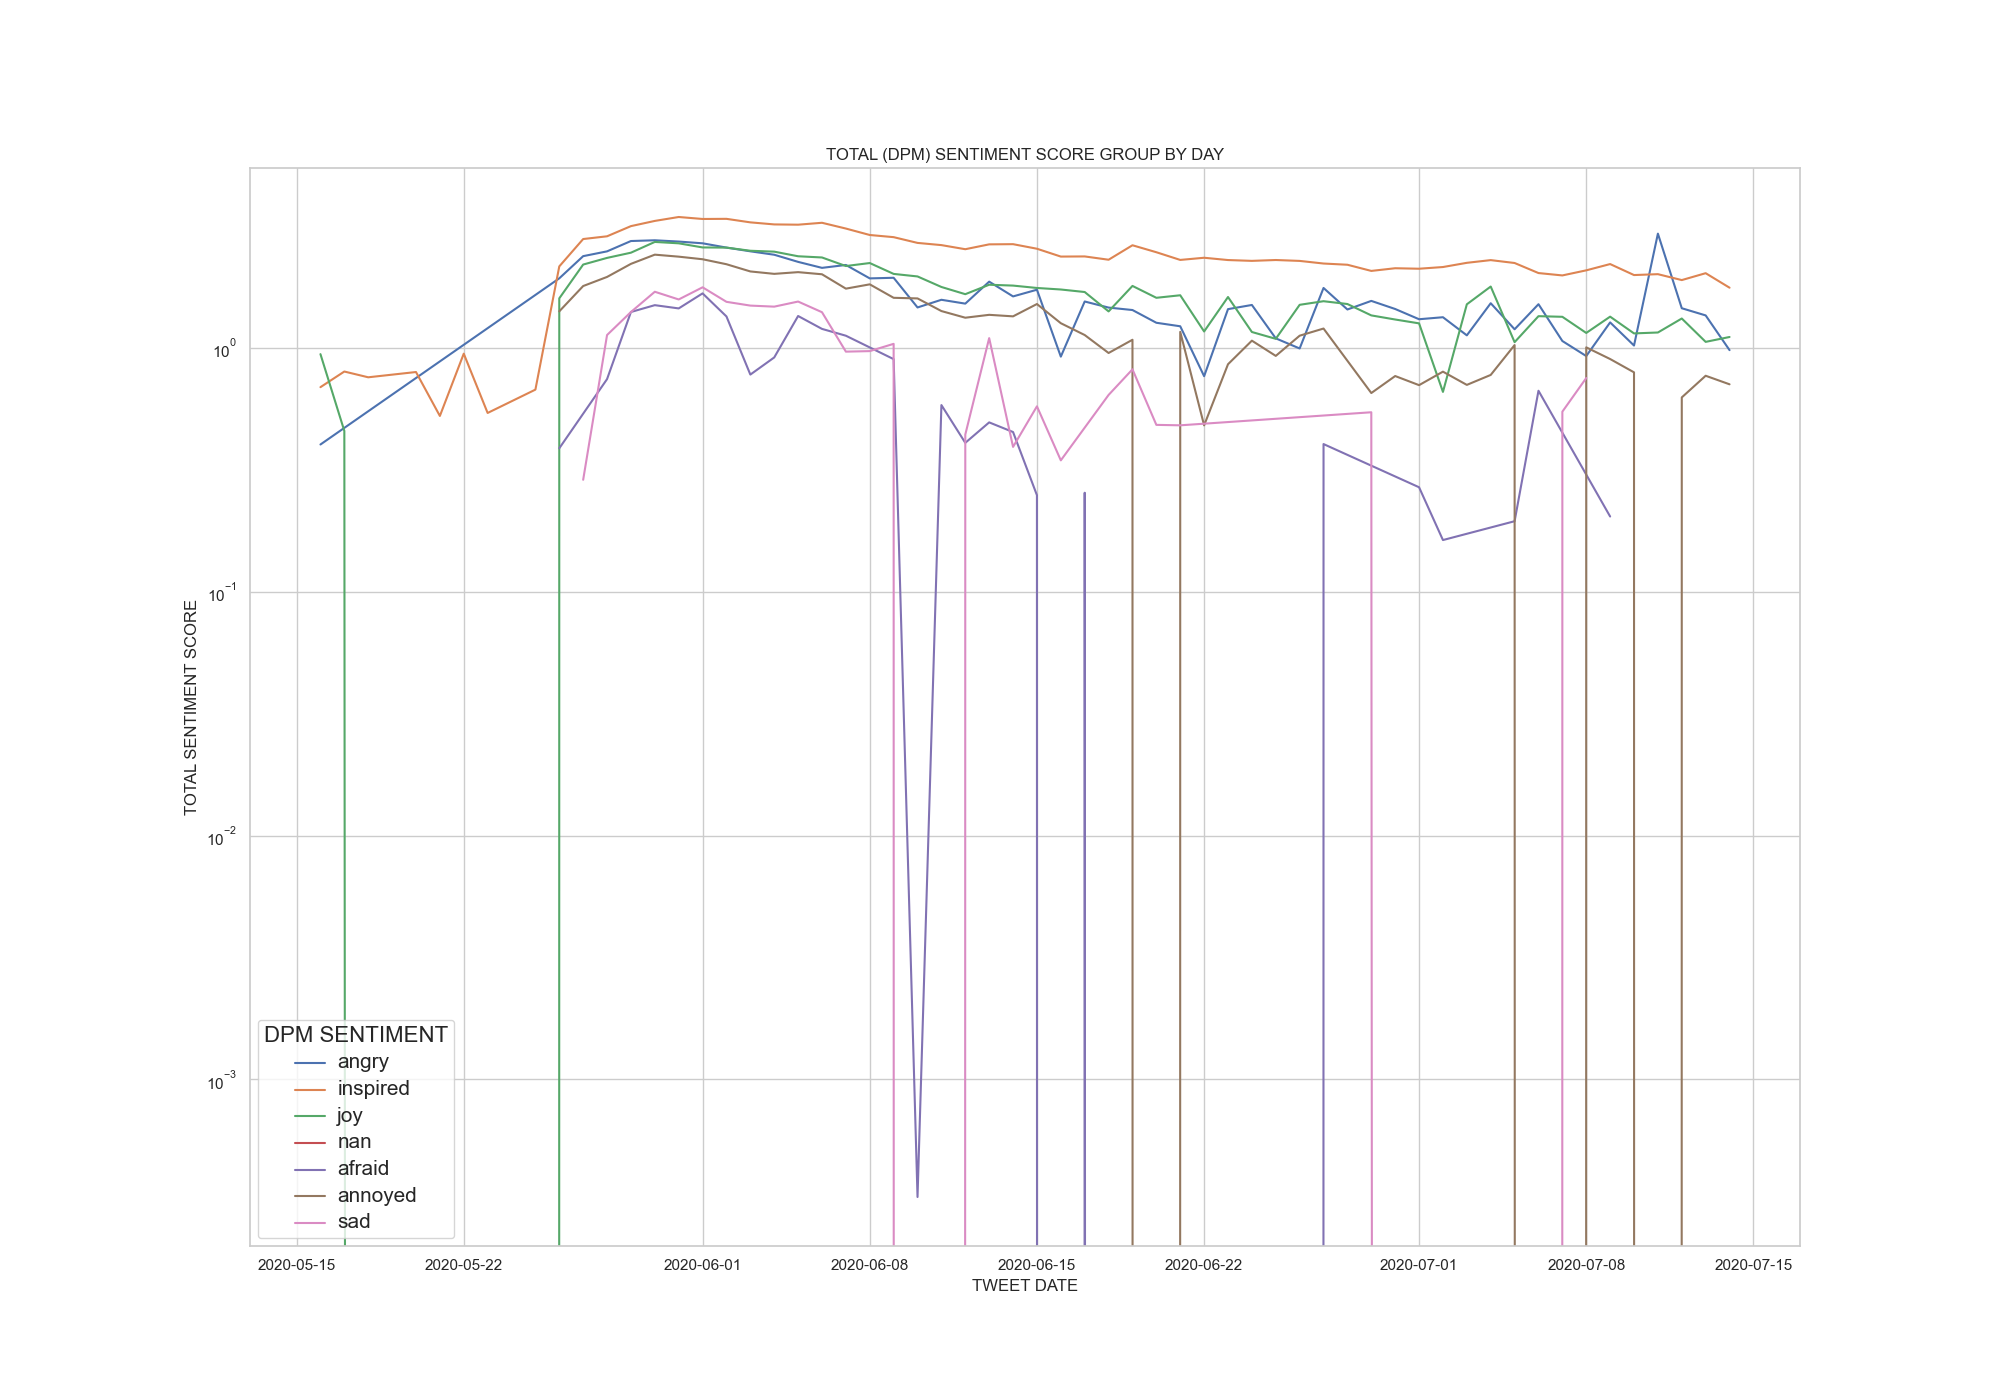 TOTAL (DPM) SENTIMENT SCORE GROUP BY DAY
TOTAL SENTIMENT SCORE
10⁰
10⁻¹
10⁻²
10⁻³
DPM SENTIMENT
angry
inspired
joy
nan
afraid
annoyed
sad
2020-05-15 2020-05-22 2020-06-01 2020-06-08 2020-06-15 2020-06-22 2020-07-01 2020-07-08 2020-07-15
TWEET DATE